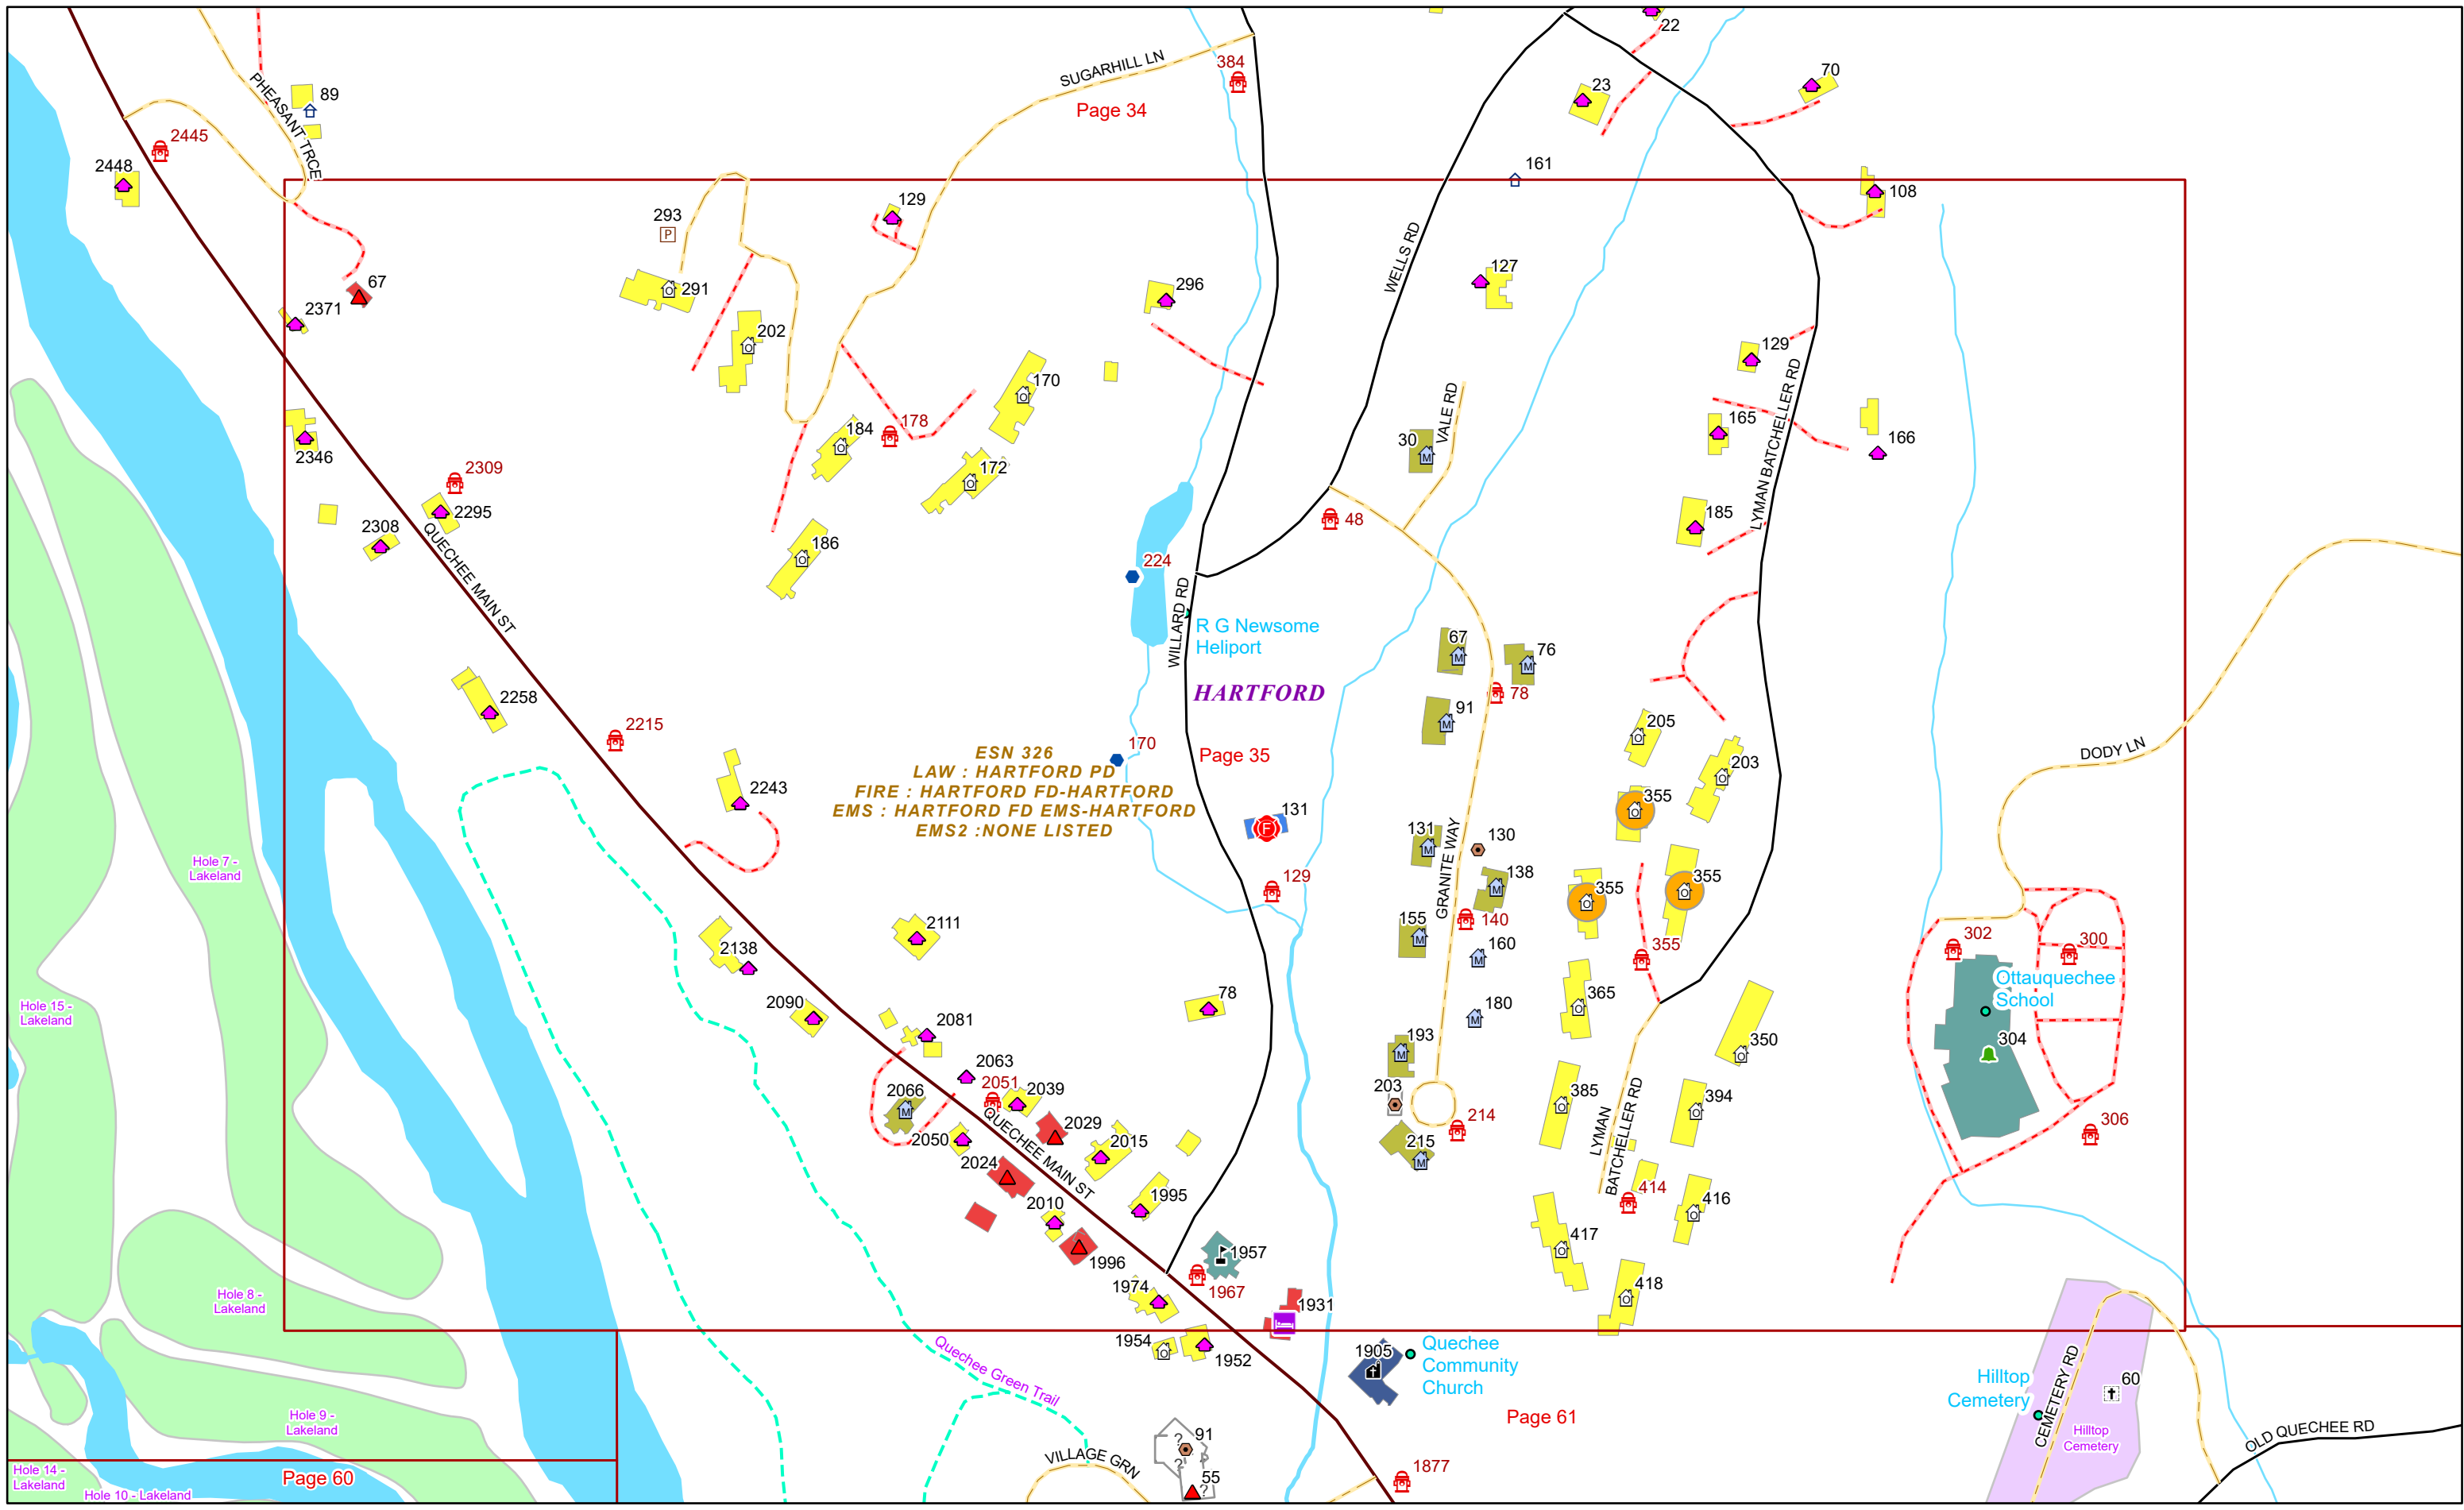 22
SUGARHILL LN
384
70
PHEASANT TRCE
89
23
Page 34
2445
2448
161
108
129
293
P
WELLS RD
127
67
291
296
2371
202
129
LYMAN BATCHELLER RD
170
VALE RD
165
184
178
30
M
166
2346
172
2309
2295
185
48
2308
QUECHEE MAIN ST
186
224
WILLARD RD
R G Newsome
Heliport
67
76
HARTFORD
2258
78
91
205
2215
170
Page 35
DODY LN
ESN 326
LAW : HARTFORD PD
FIRE : HARTFORD FD-HARTFORD
EMS : HARTFORD FD EMS-HARTFORD
EMS2 :NONE LISTED
203
2243
355
131
F
131
130
GRANITE WAY
Hole 7 -
Lakeland
138
129
355
355
2111
155
140
160
2138
355
302
300
Ottauquechee
School
Hole 15 -
Lakeland
2090
78
365
180
2081
193
350
304
2063
2051
2039
2066
203
385
394
QUECHEE MAIN ST
2029
214
306
2050
2015
215
LYMAN
BATCHELLER RD
2024
1995
414
416
2010
417
1996
1957
1974
1967
418
Hole 8 -
Lakeland
1931
1954
1952
1905
Quechee
Community
Church
Quechee Green Trail
Hilltop
Cemetery
CEMETERY RD
60
Hole 9 -
Lakeland
Page 61
Hilltop
Cemetery
91
OLD QUECHEE RD
VILLAGE GRN
Hole 14 -
Lakeland
Page 60
1877
55
Hole 10 - Lakeland